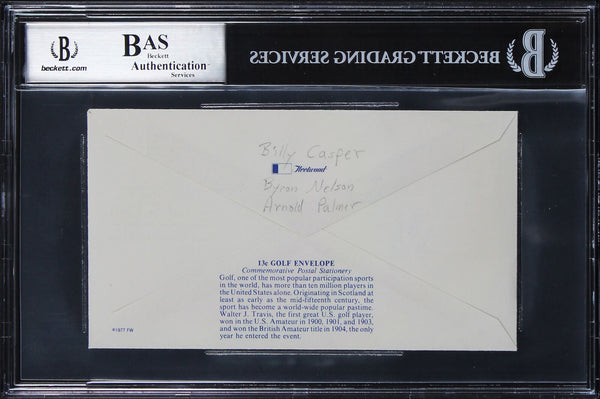 BAS
Beckett
Authentication
Services
B
beckett.com
BECKETT GRADING SERVICES
B
Billy Casper
Fleetwood
Byron Nelson
Arnold Palmer
13c GOLF ENVELOPE
Commemorative Postal Stationery
Golf, one of the most popular participation sports
in the world, has more than ten million players in
the United States alone. Originating in Scotland at
least as early as the mid-fifteenth century, the
sport has become a world-wide popular pastime.
Walter J. Travis, the first great U.S. golf player,
won in the U.S. Amateur in 1900, 1901, and 1903,
and won the British Amateur title in 1904, the only
year he entered the event.
©1977 FW